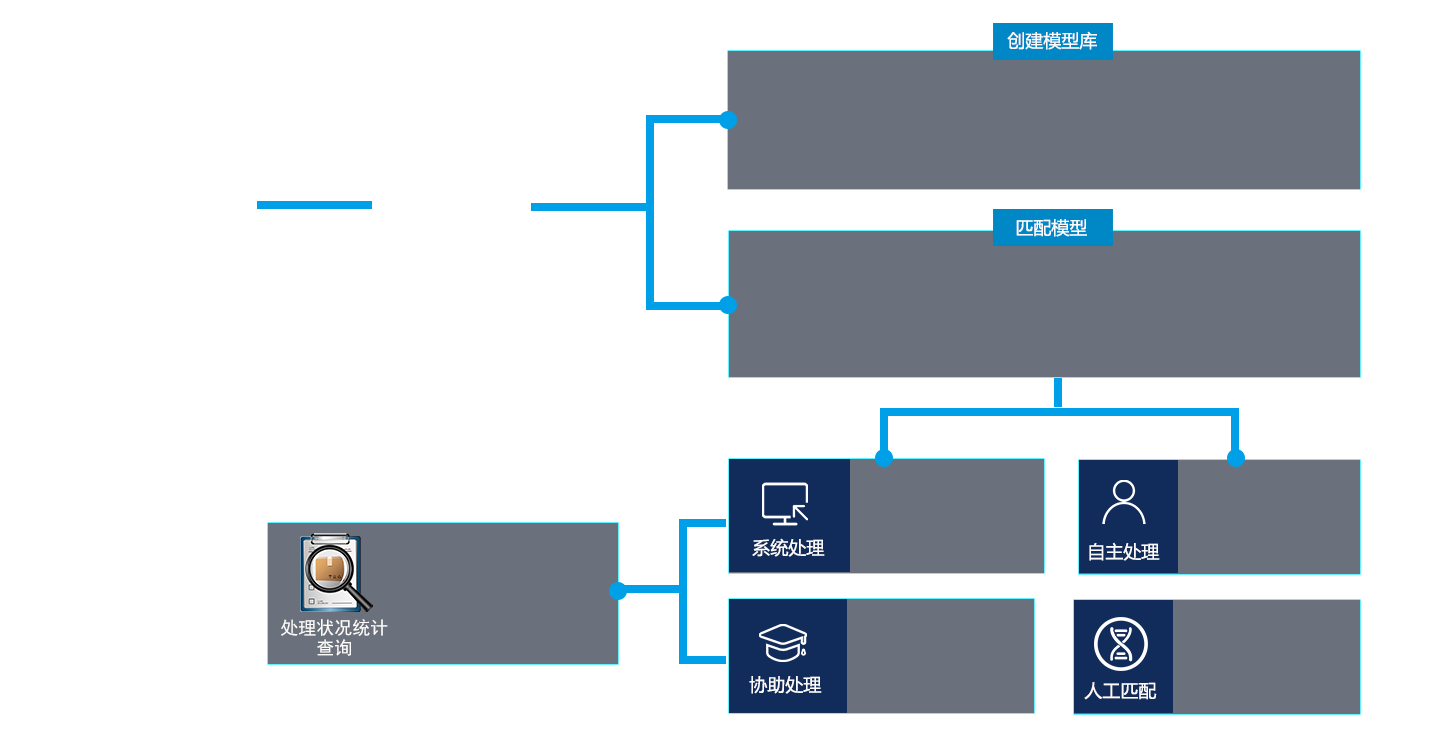 创建模型库
匹配模型
系统处理
自主处理
处理状况统计
查询
协助处理
人工匹配